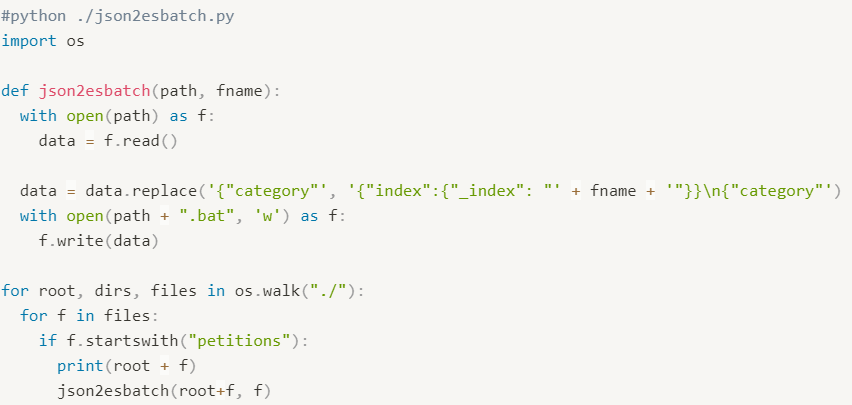 #python ./json2esbatch.py
import os

def json2esbatch(path, fname):
  with open(path) as f:
    data = f.read()

  data = data.replace('{"category"', '{"index":{"_index": "' + fname + '"}}\n{"category"')
  with open(path + ".bat", 'w') as f:
    f.write(data)

for root, dirs, files in os.walk("./"):
  for f in files:
    if f.startswith("petitions"):
      print(root + f)
      json2esbatch(root+f, f)